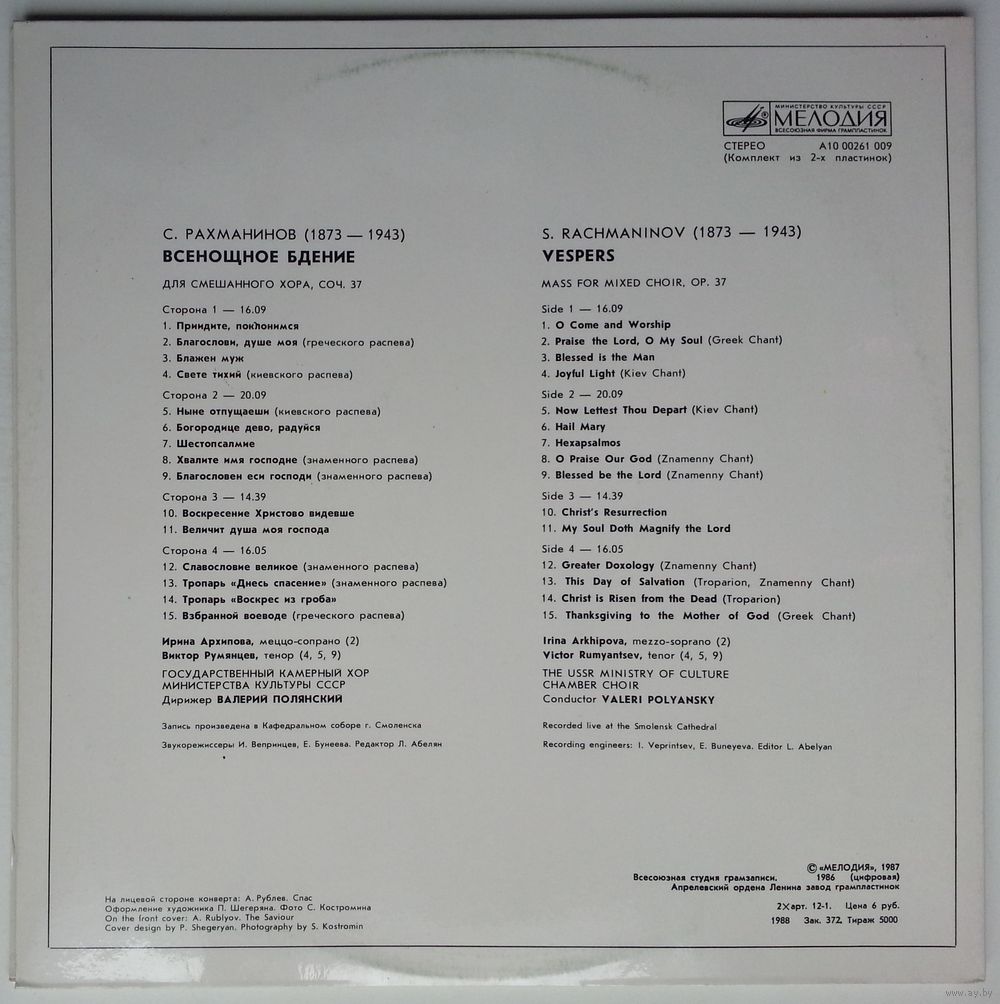 МИНИСТЕРСТВО КУЛЬТУРЫ СССР
МЕЛОДИЯ
ВСЕСОЮЗНАЯ ФИРМА ГРАМПЛАСТИНОК
СТЕРЕО А10 00261 009
(Комплект из 2-х пластинок)
С. РАХМАНИНОВ (1873 — 1943)
ВСЕНОЩНОЕ БДЕНИЕ
ДЛЯ СМЕШАННОГО ХОРА, СОЧ. 37
Сторона 1 — 16.09
1. Приидите, поклонимся
2. Благослови, душе моя (греческого распева)
3. Блажен муж
4. Свете тихий (киевского распева)
Сторона 2 — 20.09
5. Ныне отпущаеши (киевского распева)
6. Богородице дево, радуйся
7. Шестопсалмие
8. Хвалите имя господне (знаменного распева)
9. Благословен еси господи (знаменного распева)
Сторона 3 — 14.39
10. Воскресение Христово видевше
11. Величит душа моя господа
Сторона 4 — 16.05
12. Славословие великое (знаменного распева)
13. Тропарь «Днесь спасение» (знаменного распева)
14. Тропарь «Воскрес из гроба»
15. Взбранной воеводе (греческого распева)
Ирина Архипова, меццо-сопрано (2)
Виктор Румянцев, тенор (4, 5, 9)
ГОСУДАРСТВЕННЫЙ КАМЕРНЫЙ ХОР
МИНИСТЕРСТВА КУЛЬТУРЫ СССР
Дирижер ВАЛЕРИЙ ПОЛЯНСКИЙ
Запись произведена в Кафедральном соборе г. Смоленска
Звукорежиссеры И. Вепринцев, Е. Бунеева. Редактор Л. Абелян
S. RACHMANINOV (1873 — 1943)
VESPERS
MASS FOR MIXED CHOIR, OP. 37
Side 1 — 16.09
1. O Come and Worship
2. Praise the Lord, O My Soul (Greek Chant)
3. Blessed is the Man
4. Joyful Light (Kiev Chant)
Side 2 — 20.09
5. Now Lettest Thou Depart (Kiev Chant)
6. Hail Mary
7. Hexapsalmos
8. O Praise Our God (Znamenny Chant)
9. Blessed be the Lord (Znamenny Chant)
Side 3 — 14.39
10. Christ's Resurrection
11. My Soul Doth Magnify the Lord
Side 4 — 16.05
12. Greater Doxology (Znamenny Chant)
13. This Day of Salvation (Troparion, Znamenny Chant)
14. Christ is Risen from the Dead (Troparion)
15. Thanksgiving to the Mother of God (Greek Chant)
Irina Arkhipova, mezzo-soprano (2)
Victor Rumyantsev, tenor (4, 5, 9)
THE USSR MINISTRY OF CULTURE
CHAMBER CHOIR
Conductor VALERI POLYANSKY
Recorded live at the Smolensk Cathedral
Recording engineers: I. Veprintsev, E. Buneyeva. Editor L. Abelyan
На лицевой стороне конверта: А. Рублев. Спас
Оформление художника П. Шегеряна. Фото С. Костромина
On the front cover: A. Rublyov. The Saviour
Cover design by P. Shegeryan. Photography by S. Kostromin
© «МЕЛОДИЯ», 1987
Всесоюзная студия грамзаписи. 1986 (цифровая)
Апрелевский ордена Ленина завод грампластинок
2×арт. 12-1. Цена 6 руб.
1988 Зак. 372. Тираж 5000
www.ay.by